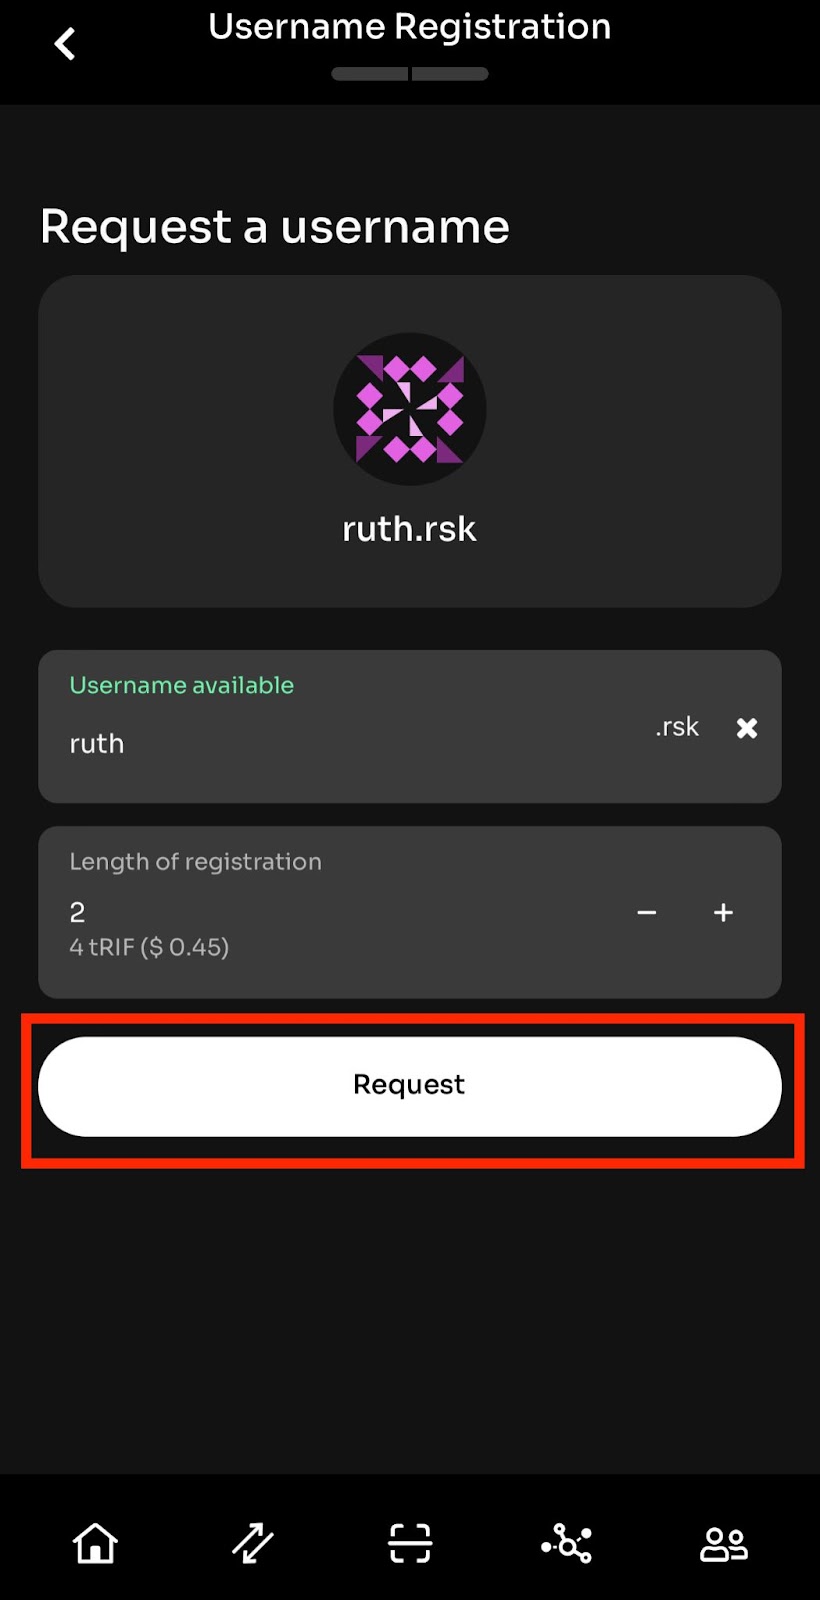 Username Registration
Request a username
ruth.rsk
Username available
ruth
.rsk
Length of registration
2
4 tRIF ($ 0.45)
Request